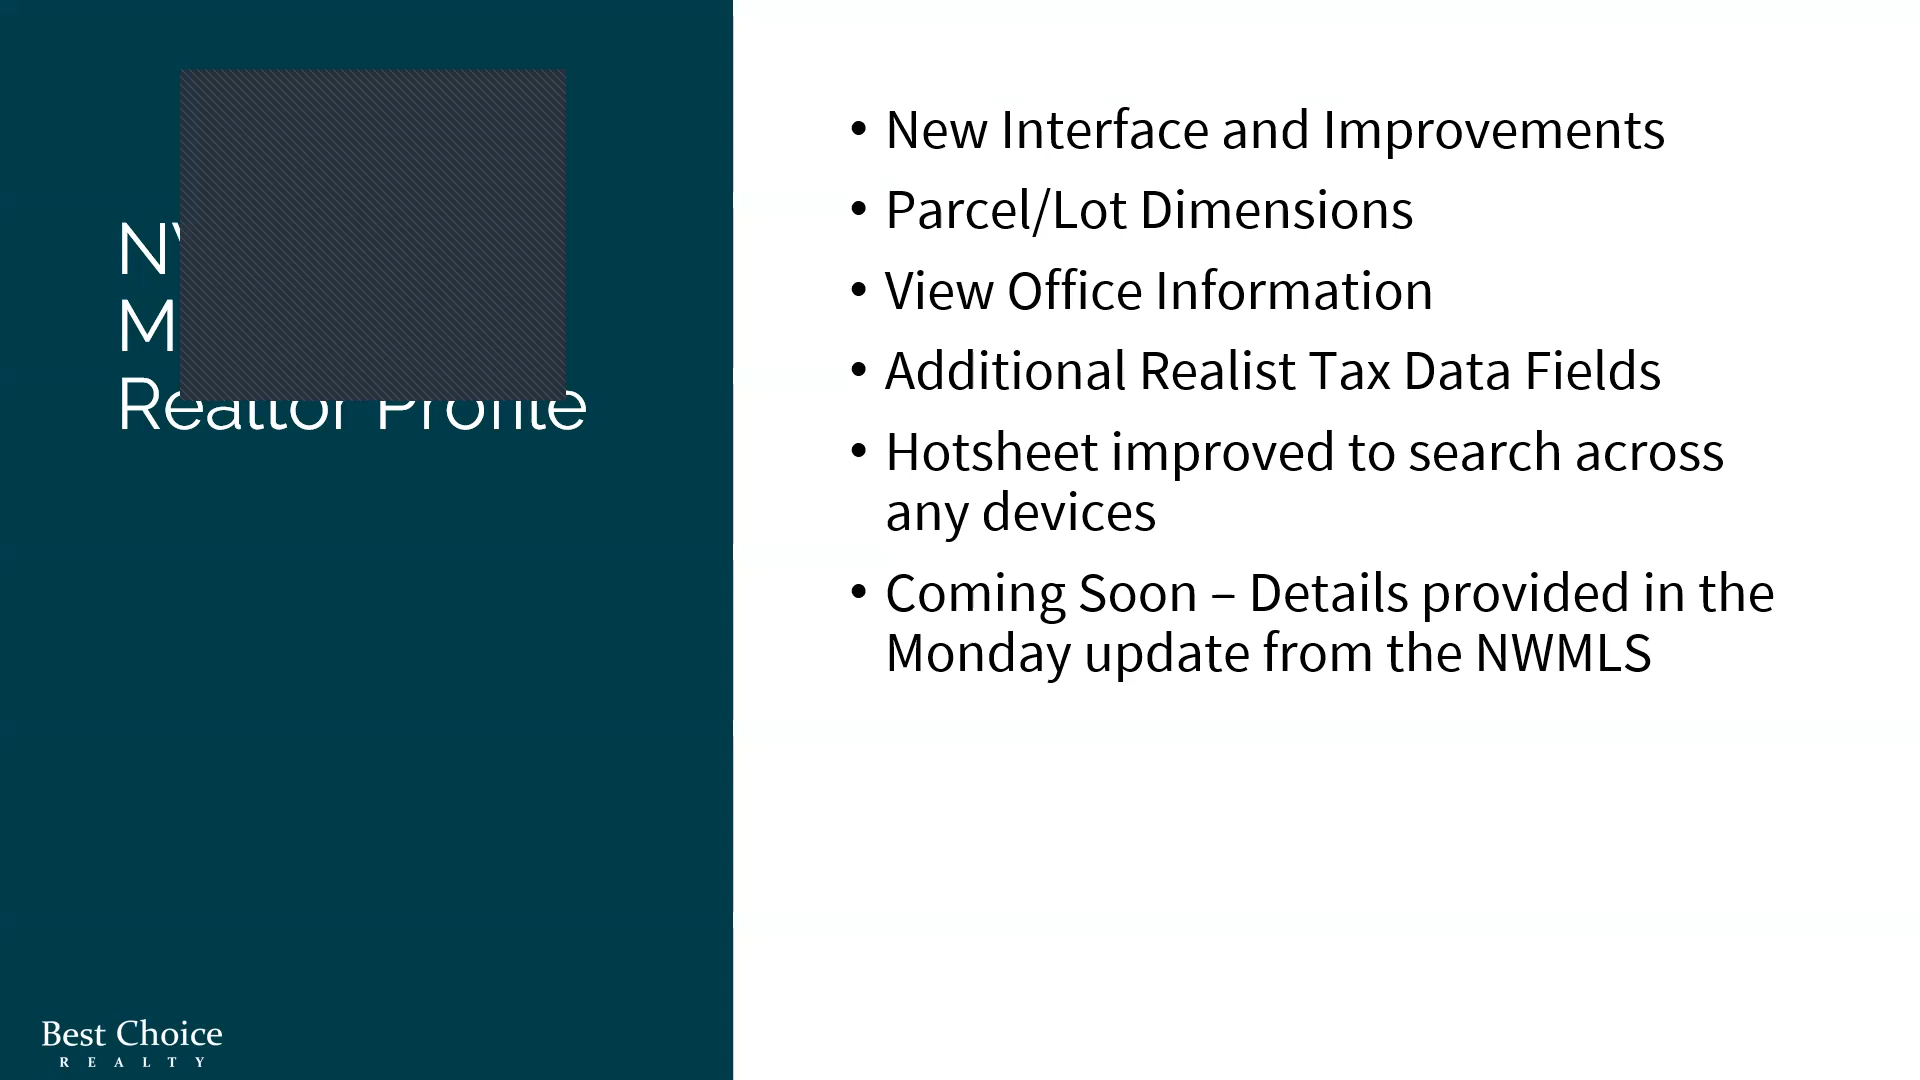 Realtor Profile
• New Interface and Improvements
• Parcel/Lot Dimensions
• View Office Information
• Additional Realist Tax Data Fields
• Hotsheet improved to search across
any devices
• Coming Soon – Details provided in the
Monday update from the NWMLS
Best Choice
REALTY